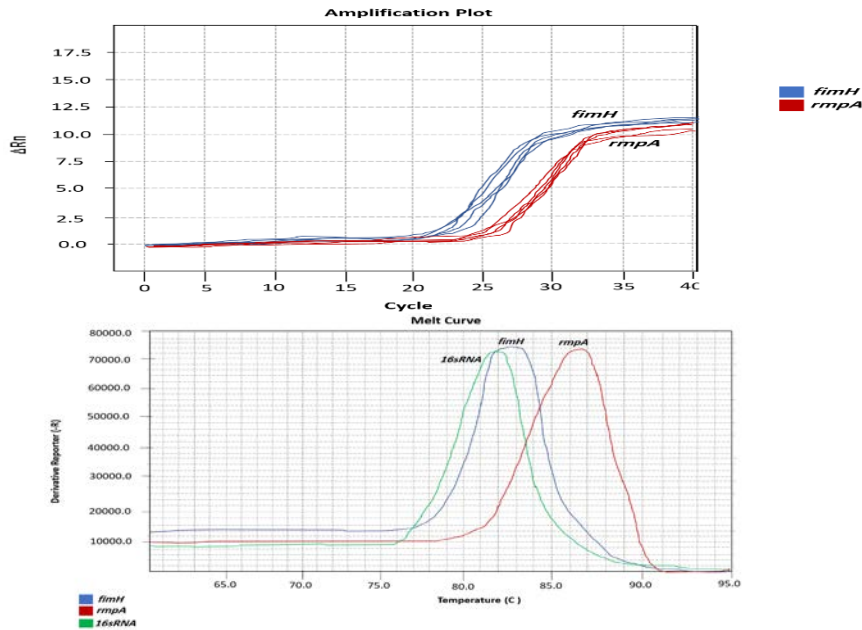 Amplification Plot
17.5
15.0
12.5
10.0
7.5
5.0
2.5
0.0
ΔRn
fimH
rmpA
fimH
rmpA
0 5 10 15 20 25 30 35 40
Cycle
Melt Curve
80000.0
70000.0
60000.0
50000.0
40000.0
30000.0
20000.0
10000.0
Derivative Reporter (-R)
16sRNA
fimH
rmpA
65.0 70.0 75.0 80.0 85.0 90.0 95.0
Temperature (C )
fimH
rmpA
16sRNA